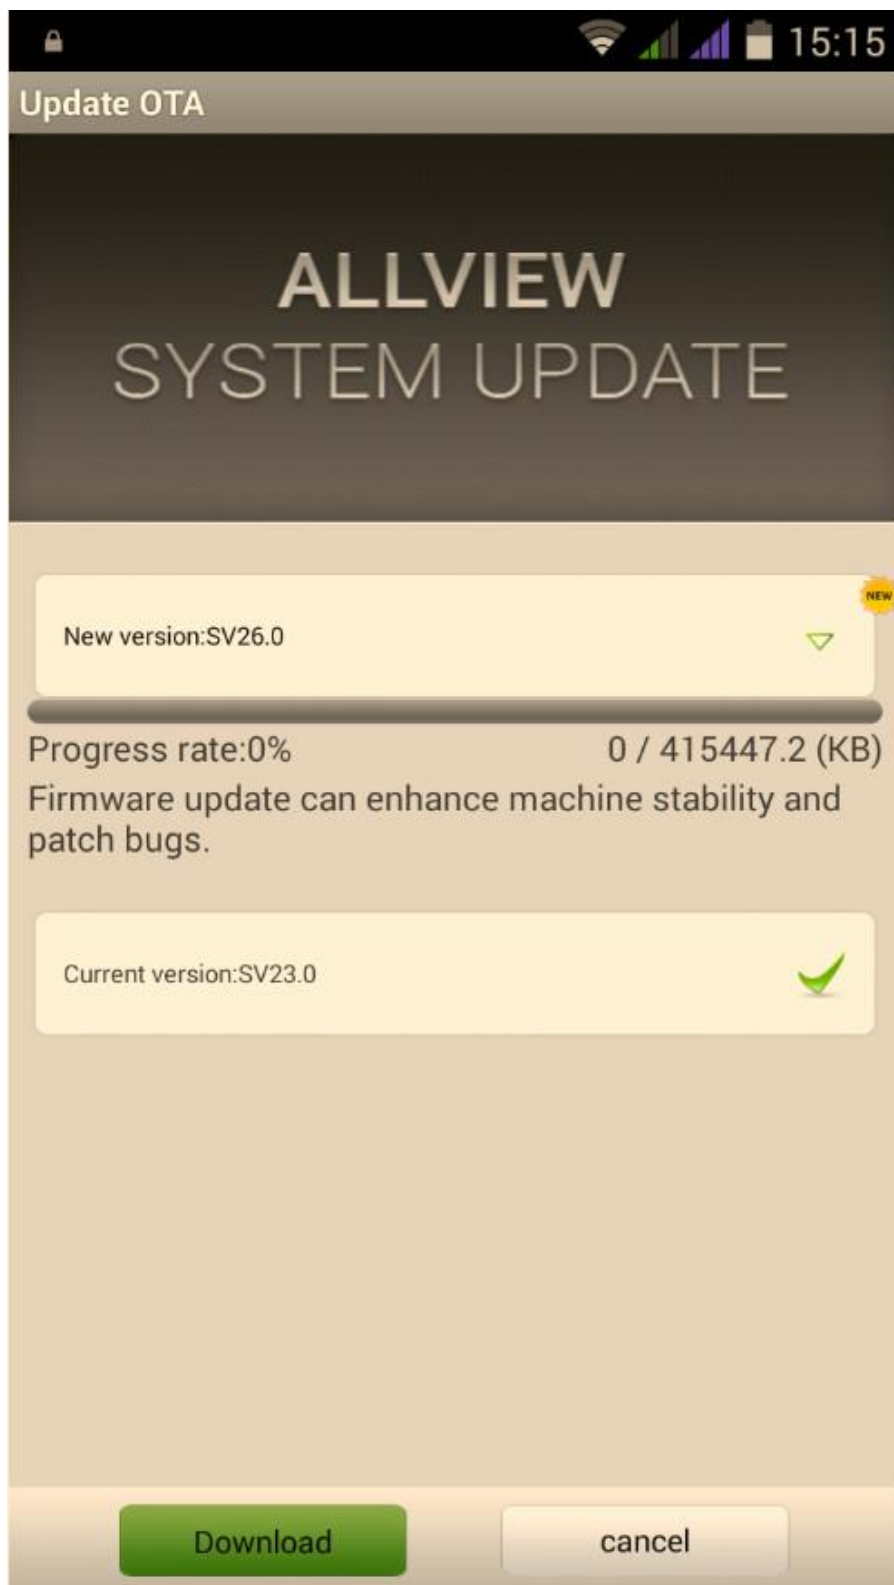 15:15
Update OTA
ALLVIEW
SYSTEM UPDATE
NEW
New version:SV26.0
Progress rate:0% 0 / 415447.2 (KB)
Firmware update can enhance machine stability and
patch bugs.
Current version:SV23.0
Download cancel